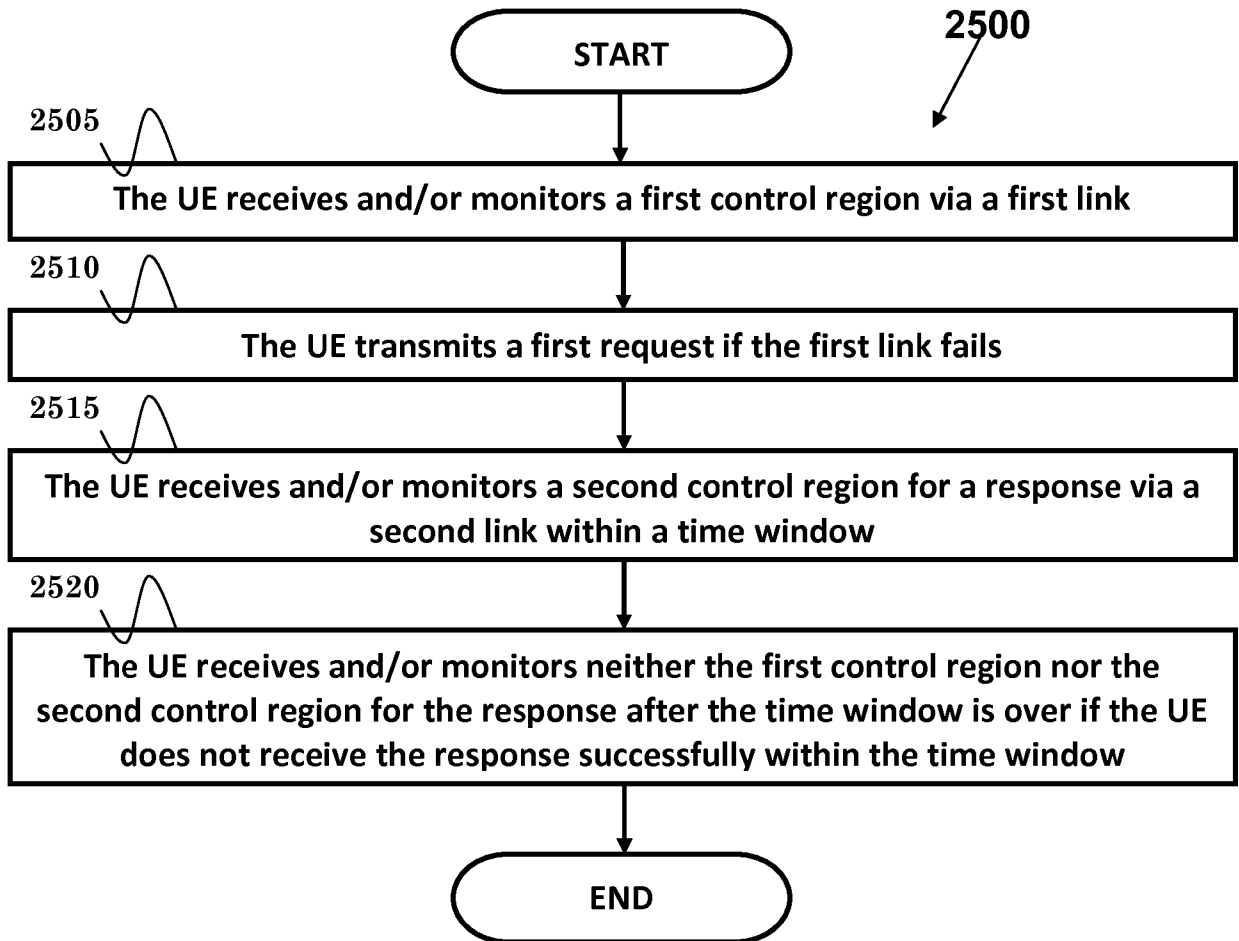 START
2500
2505
The UE receives and/or monitors a first control region via a first link
2510
The UE transmits a first request if the first link fails
2515
The UE receives and/or monitors a second control region for a response via a
second link within a time window
2520
The UE receives and/or monitors neither the first control region nor the
second control region for the response after the time window is over if the UE
does not receive the response successfully within the time window
END